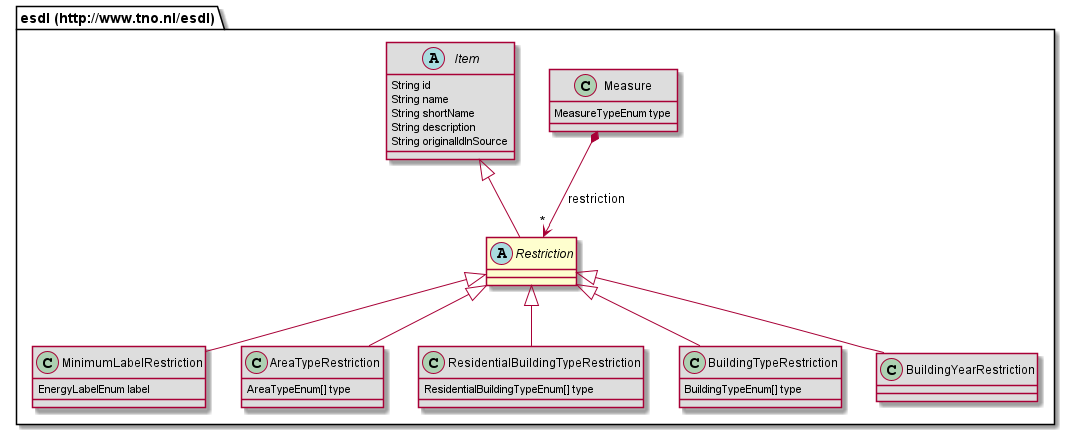 esdl (http://www.tno.nl/esdl)
A Item
String id
String name
String shortName
String description
String originalIdInSource
C Measure
MeasureTypeEnum type
restriction
*
A Restriction
C MinimumLabelRestriction
EnergyLabelEnum label
C AreaTypeRestriction
AreaTypeEnum[] type
C ResidentialBuildingTypeRestriction
ResidentialBuildingTypeEnum[] type
C BuildingTypeRestriction
BuildingTypeEnum[] type
C BuildingYearRestriction